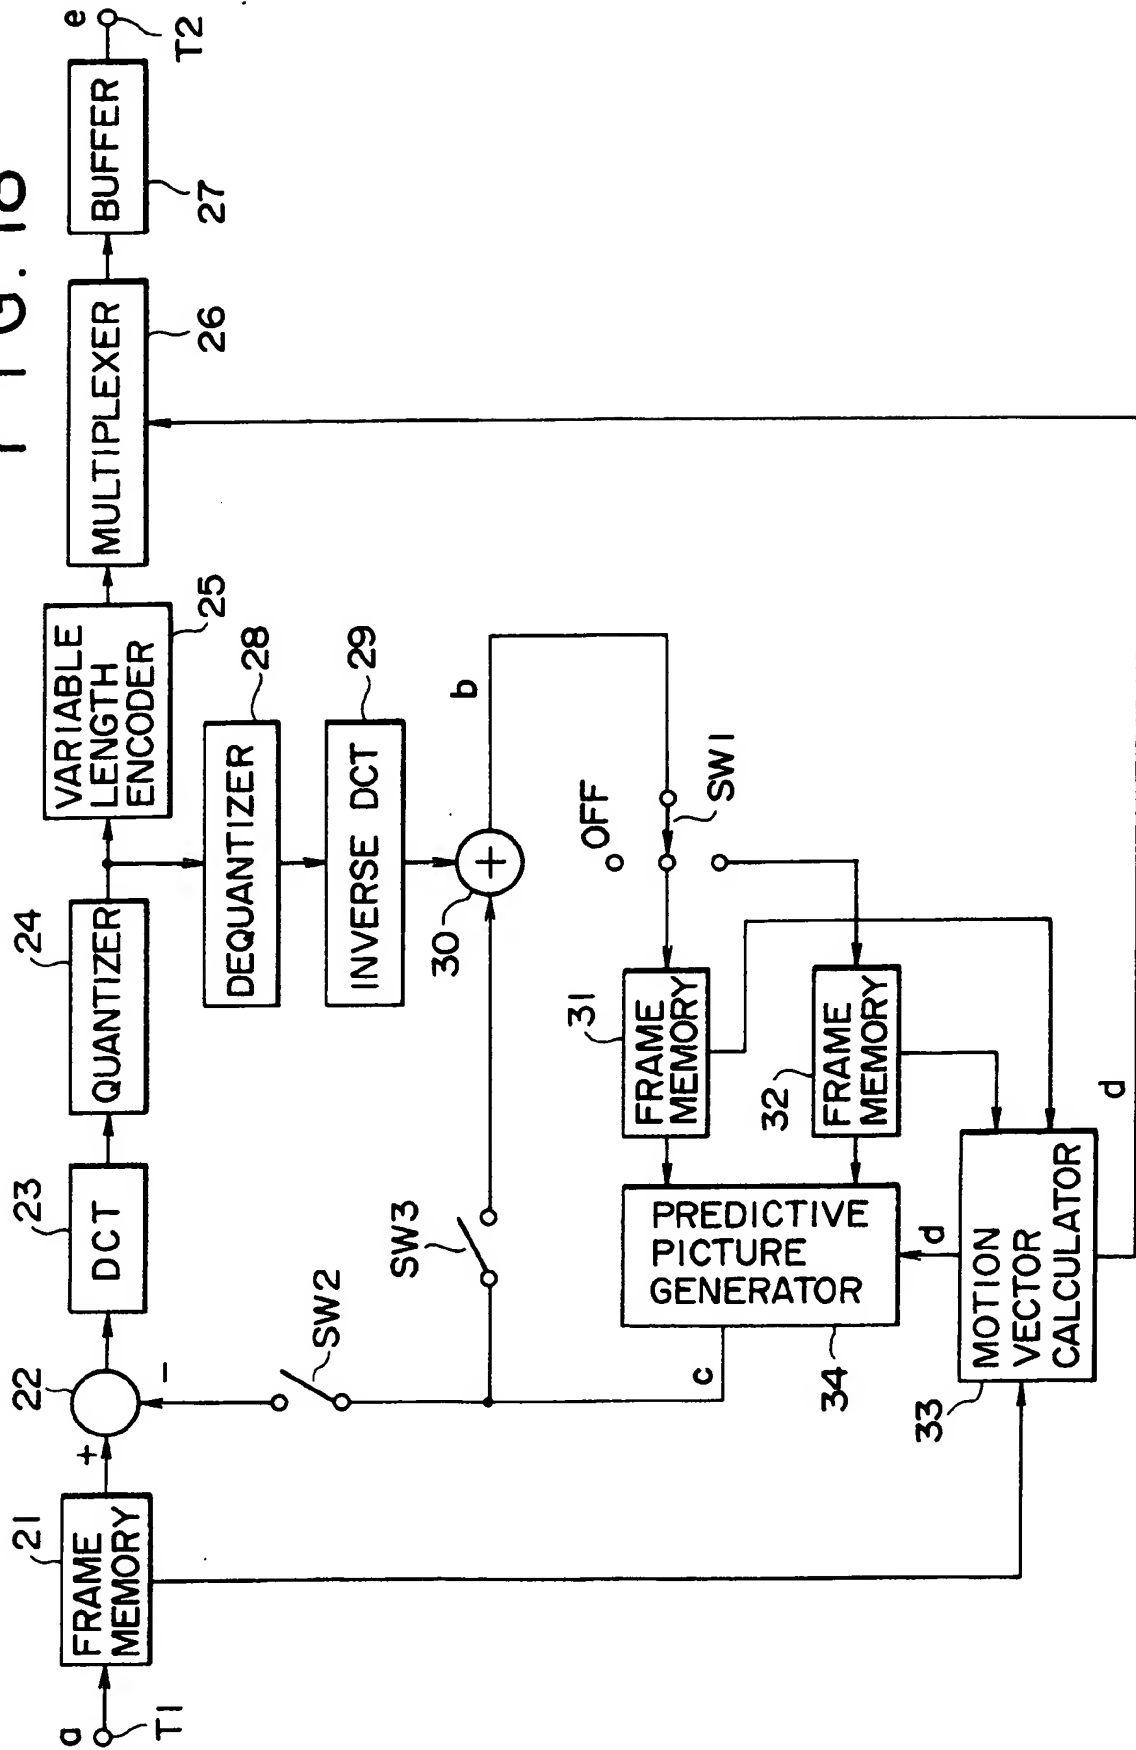 FIG.
a
T1
21
FRAME
MEMORY
22
+
−
23
DCT
24
QUANTIZER
VARIABLE
LENGTH
ENCODER
25
MULTIPLEXER
26
BUFFER
27
e
T2
DEQUANTIZER
28
INVERSE DCT
29
SW2
SW3
30
+
b
OFF
SW1
c
PREDICTIVE
PICTURE
GENERATOR
34
31
FRAME
MEMORY
32
FRAME
MEMORY
d
33
MOTION
VECTOR
CALCULATOR
d